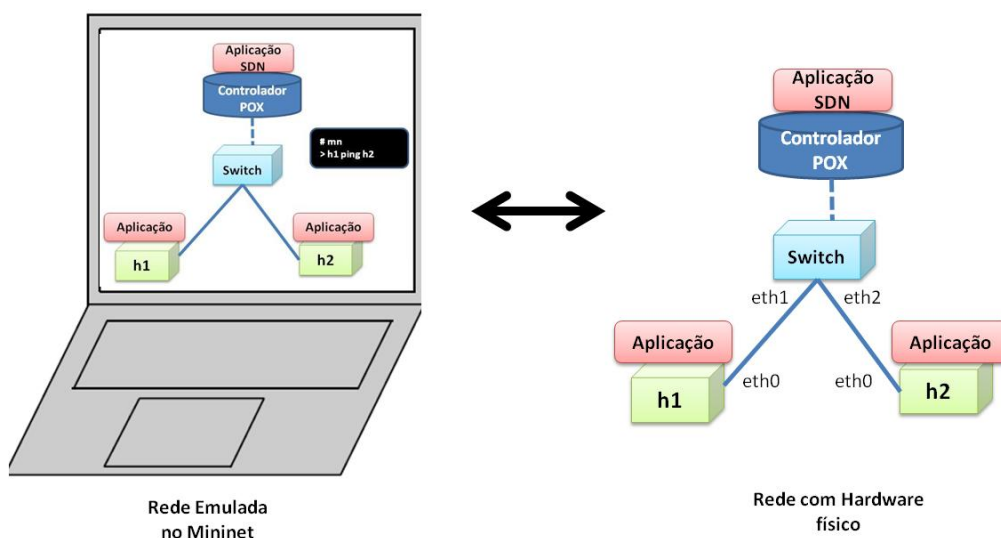 Aplicação
SDN
Controlador
POX
# mn
> h1 ping h2
Switch
Aplicação
h1
Aplicação
h2
Rede Emulada
no Mininet
Aplicação
SDN
Controlador
POX
Switch
eth1
eth2
Aplicação
h1
eth0
Aplicação
eth0
h2
Rede com Hardware
físico